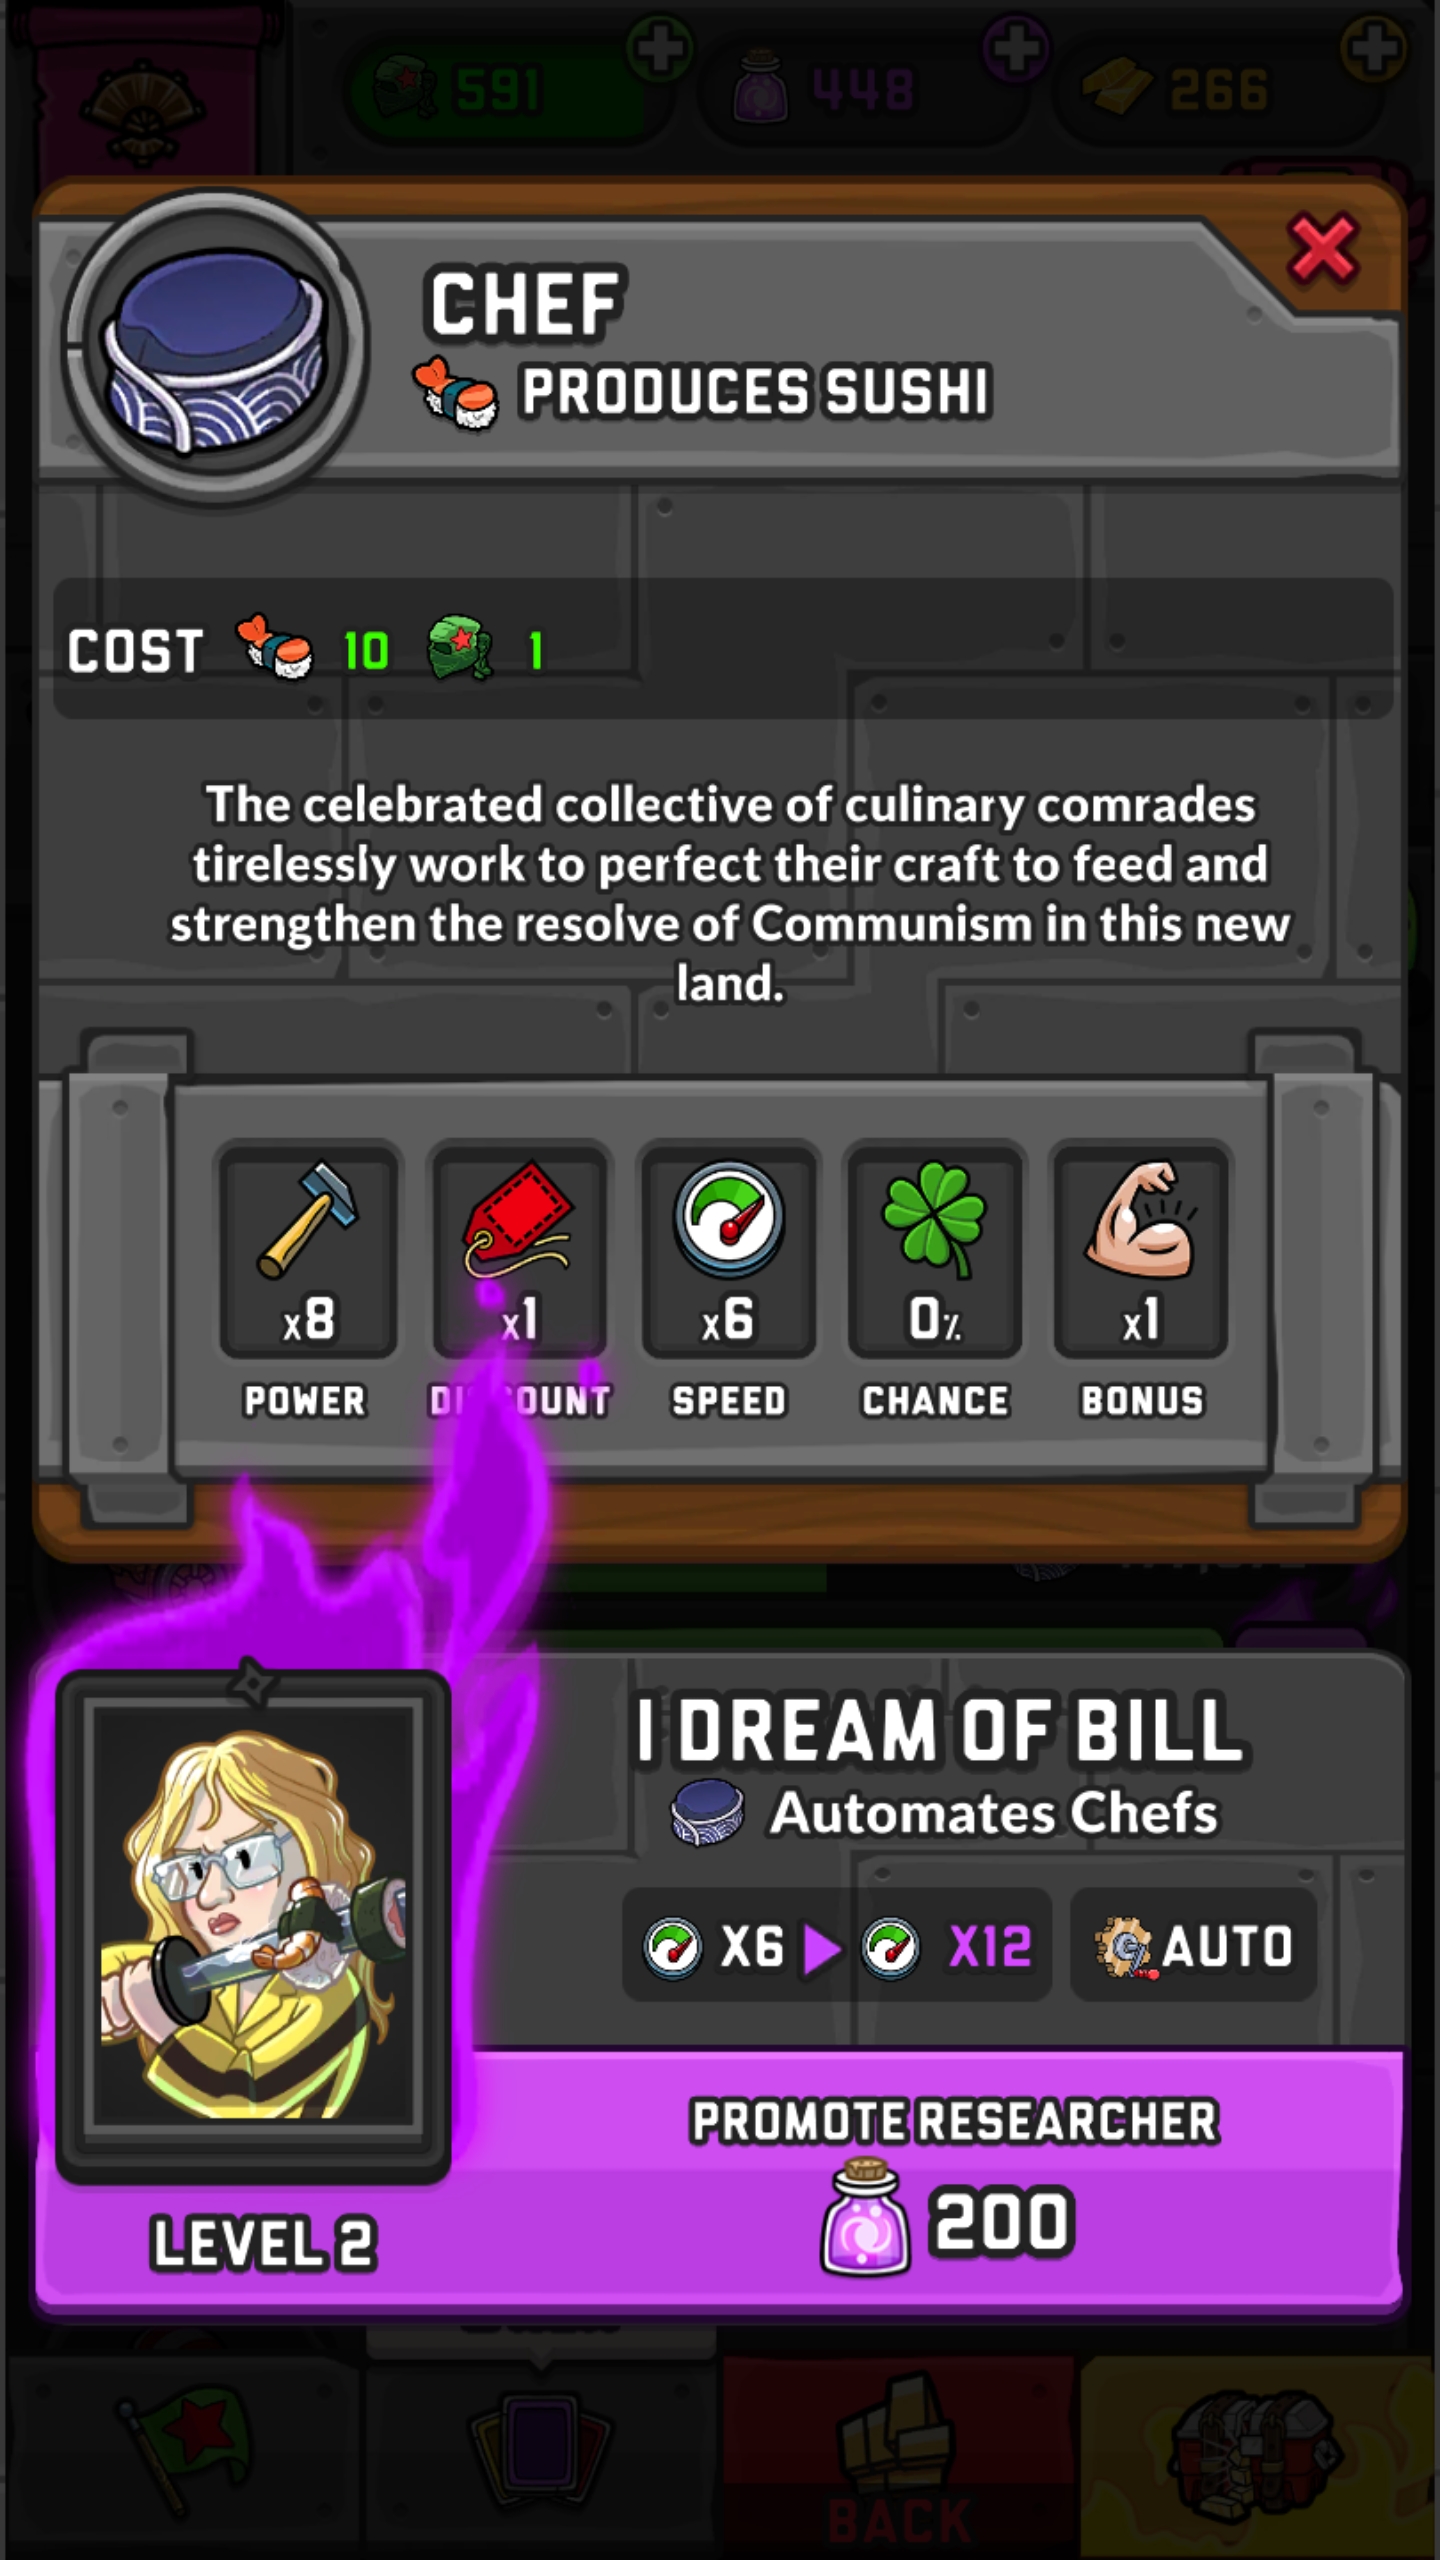 591 448 266
CHEF
PRODUCES SUSHI
COST 10 1
The celebrated collective of culinary comrades
tirelessly work to perfect their craft to feed and
strengthen the resolve of Communism in this new
land.
x8 x1 x6 0% x1
POWER DISCOUNT SPEED CHANCE BONUS
I DREAM OF BILL
Automates Chefs
X6 X12 AUTO
PROMOTE RESEARCHER
200
LEVEL 2
BACK